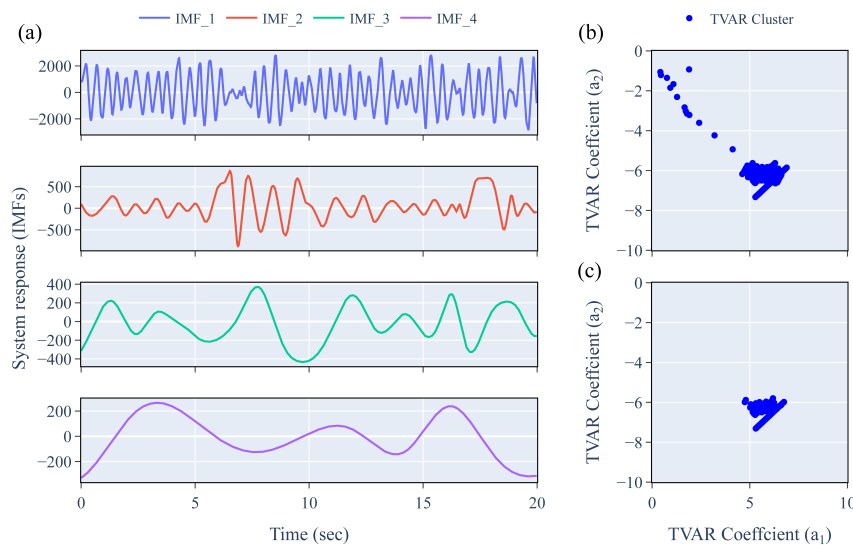 IMF_1 IMF_2 IMF_3 IMF_4
(a)
2000
0
−2000
500
0
−500
400
200
0
−200
−400
200
0
−200
0 5 10 15 20
Time (sec)
System response (IMFs)
(b)
TVAR Cluster
0
−2
−4
−6
−8
−10
TVAR Coeffcient (a2)
(c)
0
−2
−4
−6
−8
−10
TVAR Coeffcient (a2)
0 5 10
TVAR Coeffcient (a1)